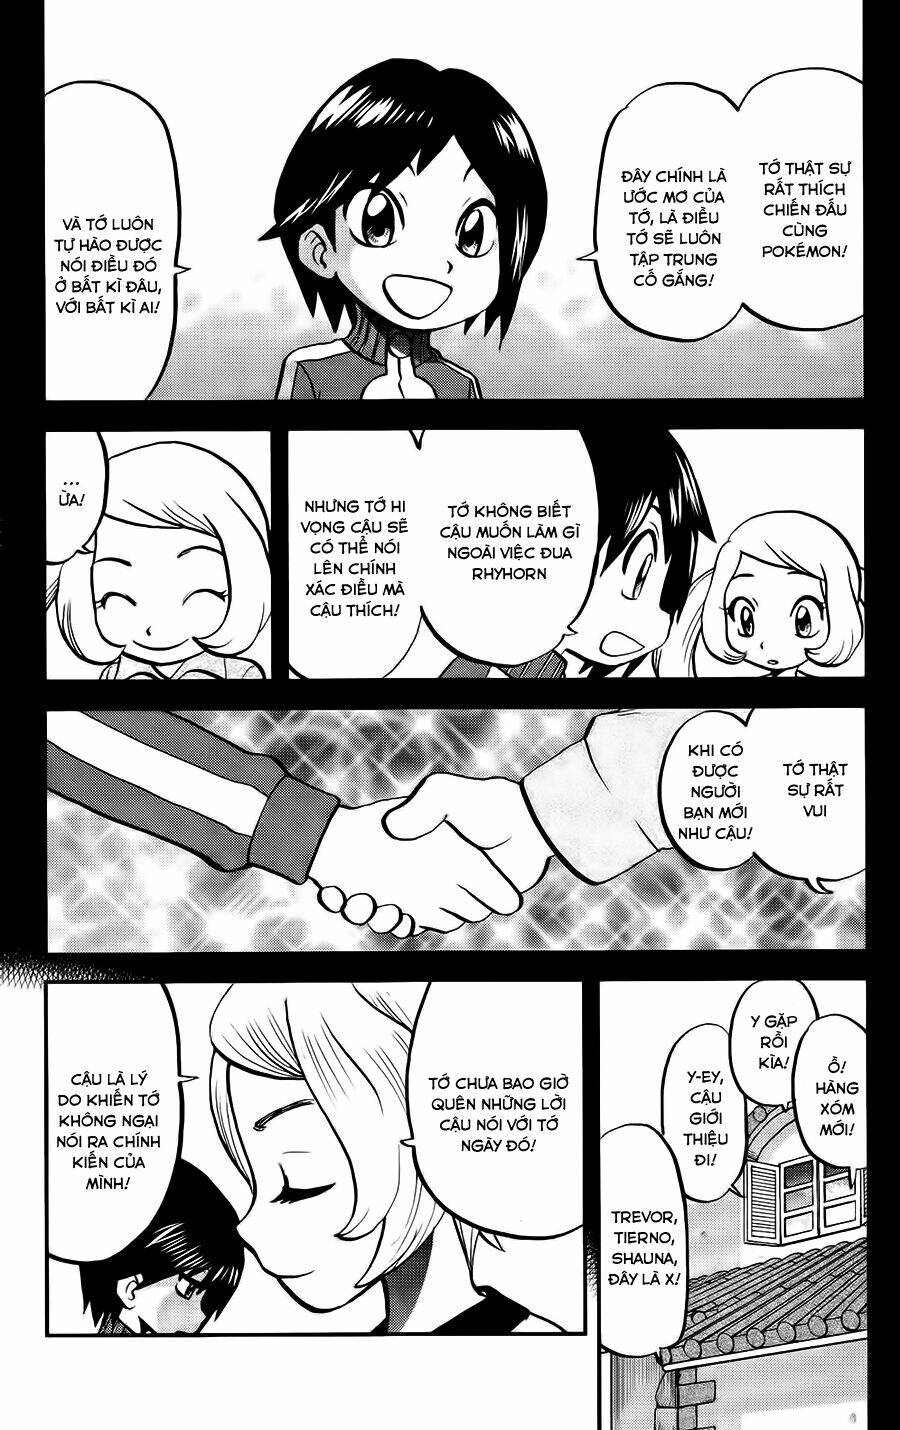 TỚ THẬT SỰ
RẤT THÍCH
CHIẾN ĐẤU
CÙNG
POKÉMON!
ĐÂY CHÍNH LÀ
ƯỚC MƠ CỦA
TỚ, LÀ ĐIỀU
TỚ SẼ LUÔN
TẬP TRUNG
CỐ GẮNG!
VÀ TỚ LUÔN
TỰ HÀO ĐƯỢC
NÓI ĐIỀU ĐÓ
Ở BẤT KÌ ĐÂU,
VỚI BẤT KÌ AI!
TỚ KHÔNG BIẾT
CẬU MUỐN LÀM GÌ
NGOÀI VIỆC ĐUA
RHYHORN
NHƯNG TỚ HI
VỌNG CẬU SẼ
CÓ THỂ NÓI
LÊN CHÍNH
XÁC ĐIỀU MÀ
CẬU THÍCH!
...
ỪA!
TỚ THẬT
SỰ RẤT
VUI
KHI CÓ
ĐƯỢC
NGƯỜI
BẠN MỚI
NHƯ CẬU!
Ồ!
HÀNG
XÓM
MỚI!
Y GẶP
RỒI
KÌA!
Y-EY,
CẬU
GIỚI
THIỆU
ĐI!
TREVOR,
TIERNO,
SHAUNA,
ĐÂY LÀ X!
TỚ CHƯA BAO GIỜ
QUÊN NHỮNG LỜI
CẬU NÓI VỚI TỚ
NGÀY ĐÓ!
CẬU LÀ LÝ
DO KHIẾN TỚ
KHÔNG NGẠI
NÓI RA CHÍNH
KIẾN CỦA
MÌNH!